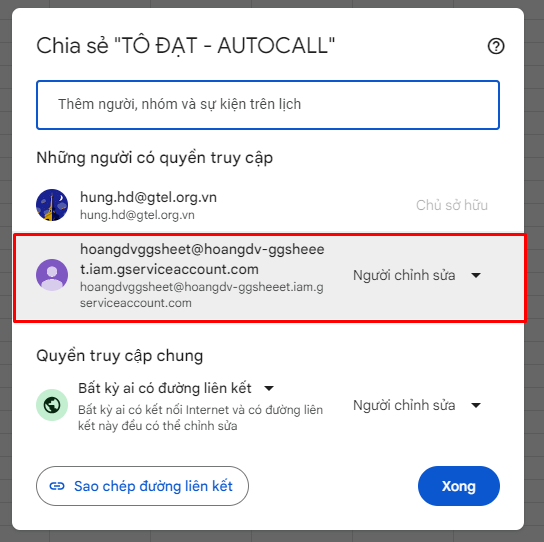 Chia sẻ "TÔ ĐẠT - AUTOCALL"
Thêm người, nhóm và sự kiện trên lịch
Những người có quyền truy cập
hung.hd@gtel.org.vn
hung.hd@gtel.org.vn
Chủ sở hữu
hoangdvggsheet@hoangdv-ggsheee
t.iam.gserviceaccount.com
hoangdvggsheet@hoangdv-ggsheeet.iam.g
serviceaccount.com
Người chỉnh sửa
Quyền truy cập chung
Bất kỳ ai có đường liên kết
Bất kỳ ai có kết nối Internet và có đường liên
kết này đều có thể chỉnh sửa
Người chỉnh sửa
Sao chép đường liên kết
Xong